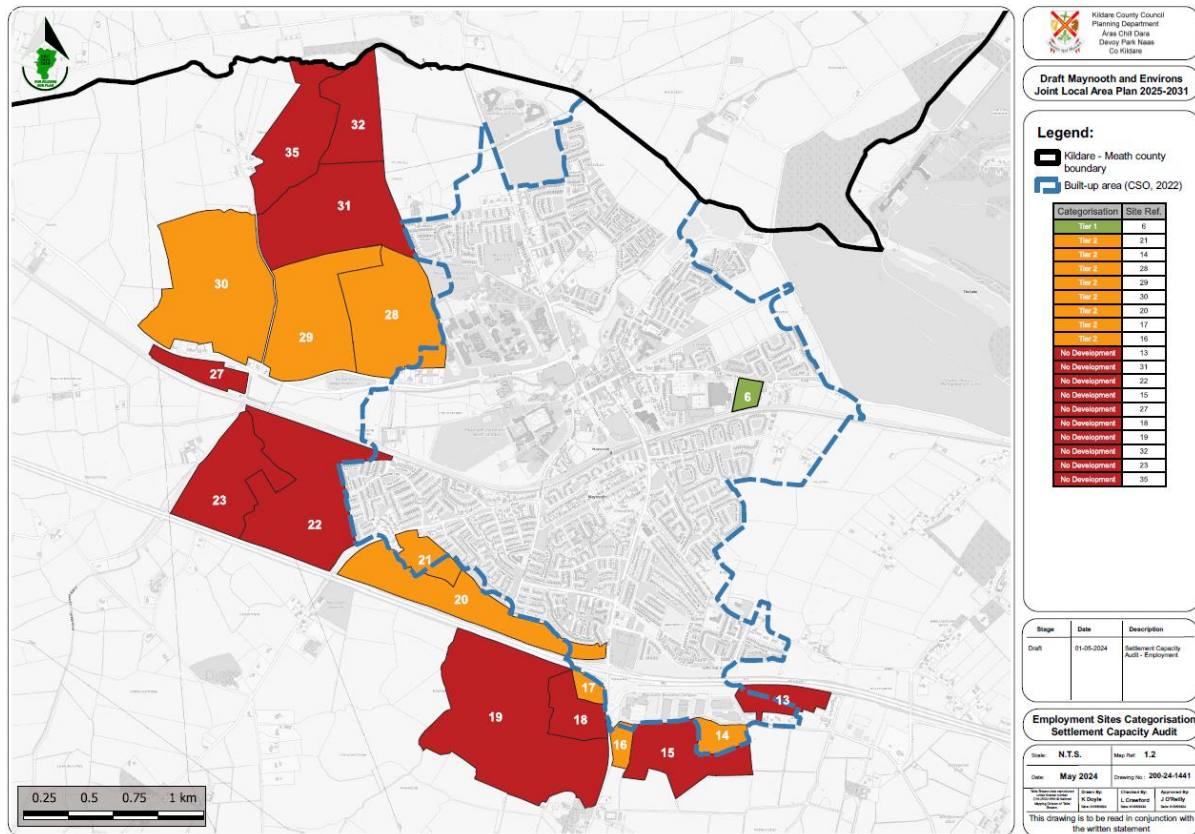 Kildare County Council
Planning Department
Áras Chill Dara
Devoy Park Naas
Co Kildare
Draft Maynooth and Environs
Joint Local Area Plan 2025-2031
Legend:
Kildare - Meath county
boundary
Built-up area (CSO, 2022)
Categorisation Site Ref.
Tier 1 6
Tier 2 21
Tier 2 14
Tier 2 28
Tier 2 29
Tier 2 30
Tier 2 20
Tier 2 17
Tier 2 16
No Development 13
No Development 31
No Development 22
No Development 15
No Development 27
No Development 18
No Development 19
No Development 32
No Development 23
No Development 35
Stage Date Description
Draft 01-05-2024 Settlement Capacity
Audit - Employment
Employment Sites Categorisation
Settlement Capacity Audit
Scale: N.T.S. Map Ref: 1.2
Date: May 2024 Drawing No.: 200-24-1441
Drawn By: Checked By: Approved By:
K Doyle L Crawford J O'Reilly
This drawing is to be read in conjunction with
the written statement
32
35
31
30
29
28
27
6
23
22
21
20
17
13
19
18
16
15
14
0.25 0.5 0.75 1 km